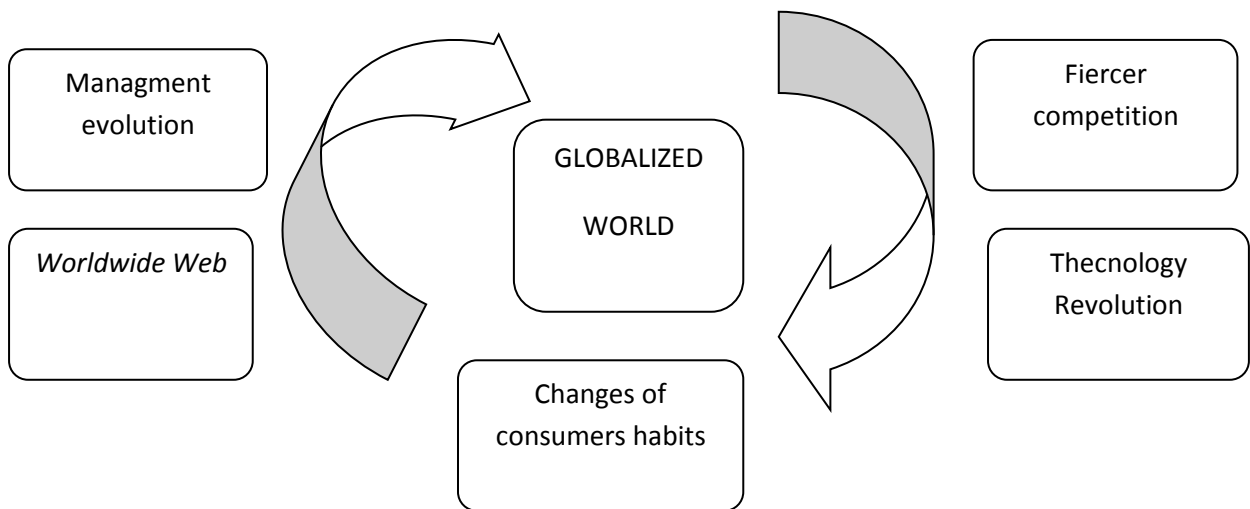 Managment
evolution
Worldwide Web
GLOBALIZED
WORLD
Changes of
consumers habits
Fiercer
competition
Thecnology
Revolution